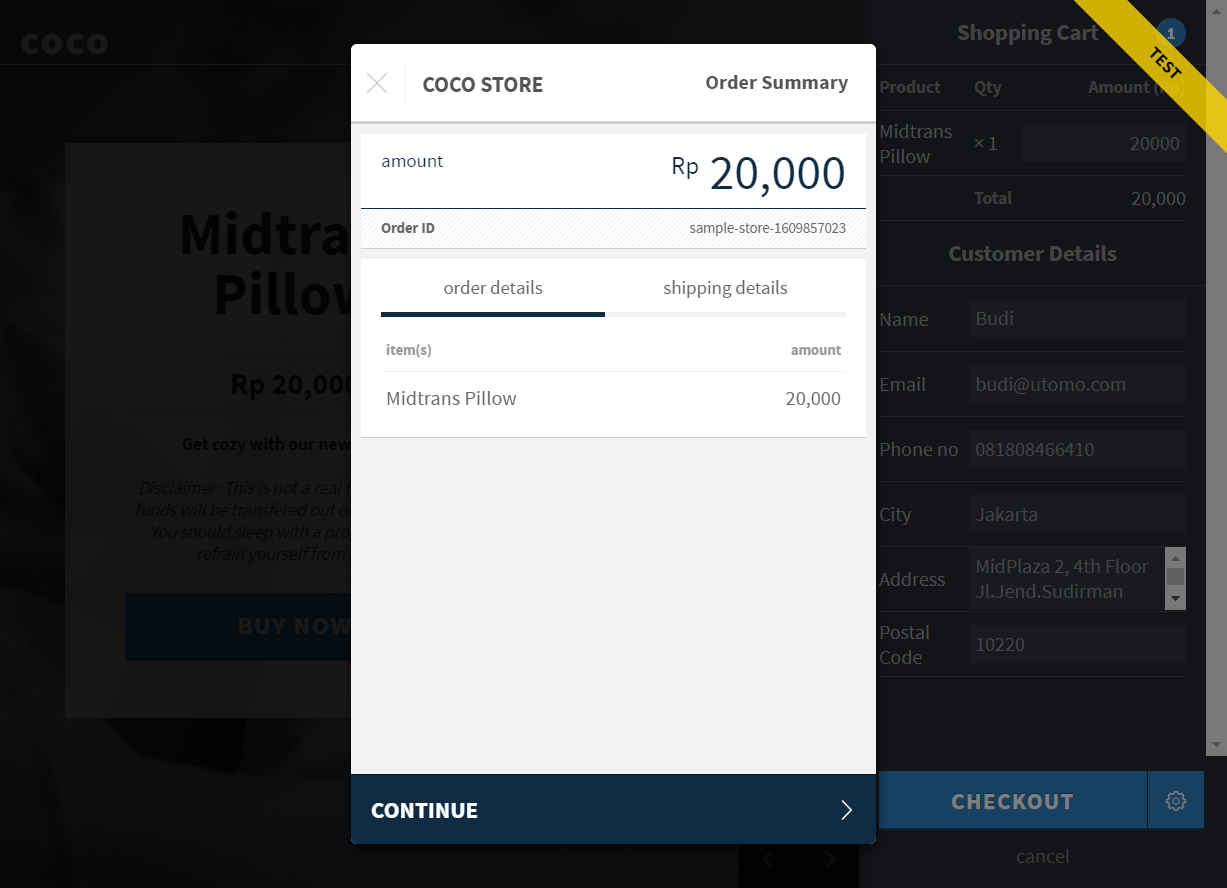 coco
Midtra
Pillow
Rp 20,000
Get cozy with our new
Disclaimer: This is not a real t
funds will be transfered out o
You should sleep with a pro
refrain yourself from
BUY NOW
COCO STORE
Order Summary
amount
Rp 20,000
Order ID
sample-store-1609857023
order details
shipping details
item(s)
amount
Midtrans Pillow
20,000
CONTINUE
Shopping Cart
1
TEST
Product Qty Amount (Rp)
Midtrans
Pillow
× 1
20000
Total 20,000
Customer Details
Name Budi
Email budi@utomo.com
Phone no 081808466410
City Jakarta
Address
MidPlaza 2, 4th Floor
Jl.Jend.Sudirman
Postal
Code
10220
CHECKOUT
cancel